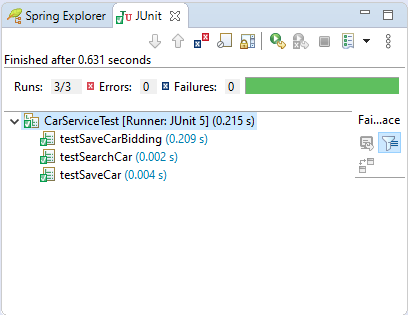 Spring Explorer JUnit
Finished after 0.631 seconds
Runs: 3/3 Errors: 0 Failures: 0
CarServiceTest [Runner: JUnit 5] (0.215 s)
Fai...ace
testSaveCarBidding (0.209 s)
testSearchCar (0.002 s)
testSaveCar (0.004 s)